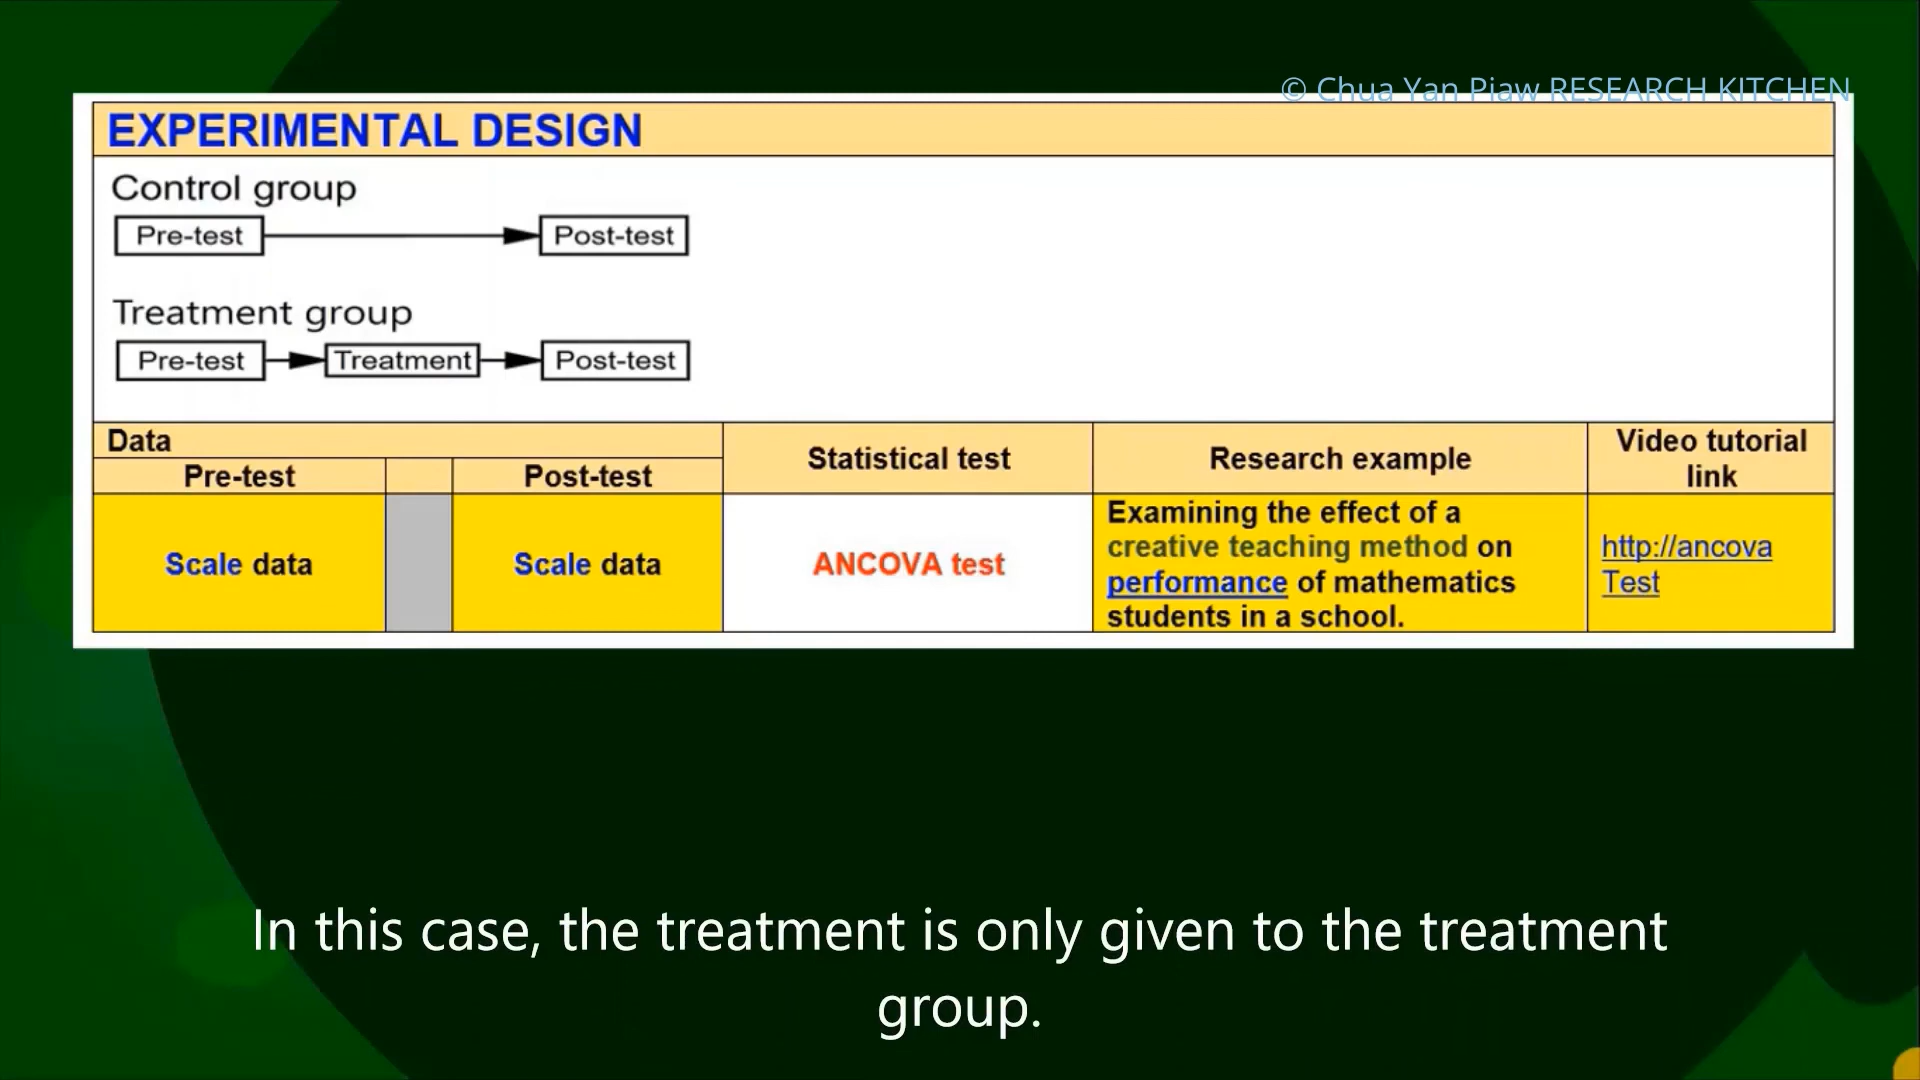 © Chua Yan Piaw RESEARCH KITCHEN
EXPERIMENTAL DESIGN
Control group
Pre-test Post-test
Treatment group
Pre-test Treatment Post-test
Data
Pre-test Post-test
Statistical test
Research example
Video tutorial
link
Scale data
Scale data
ANCOVA test
Examining the effect of a
creative teaching method on
performance of mathematics
students in a school.
http://ancova
Test
In this case, the treatment is only given to the treatment
group.